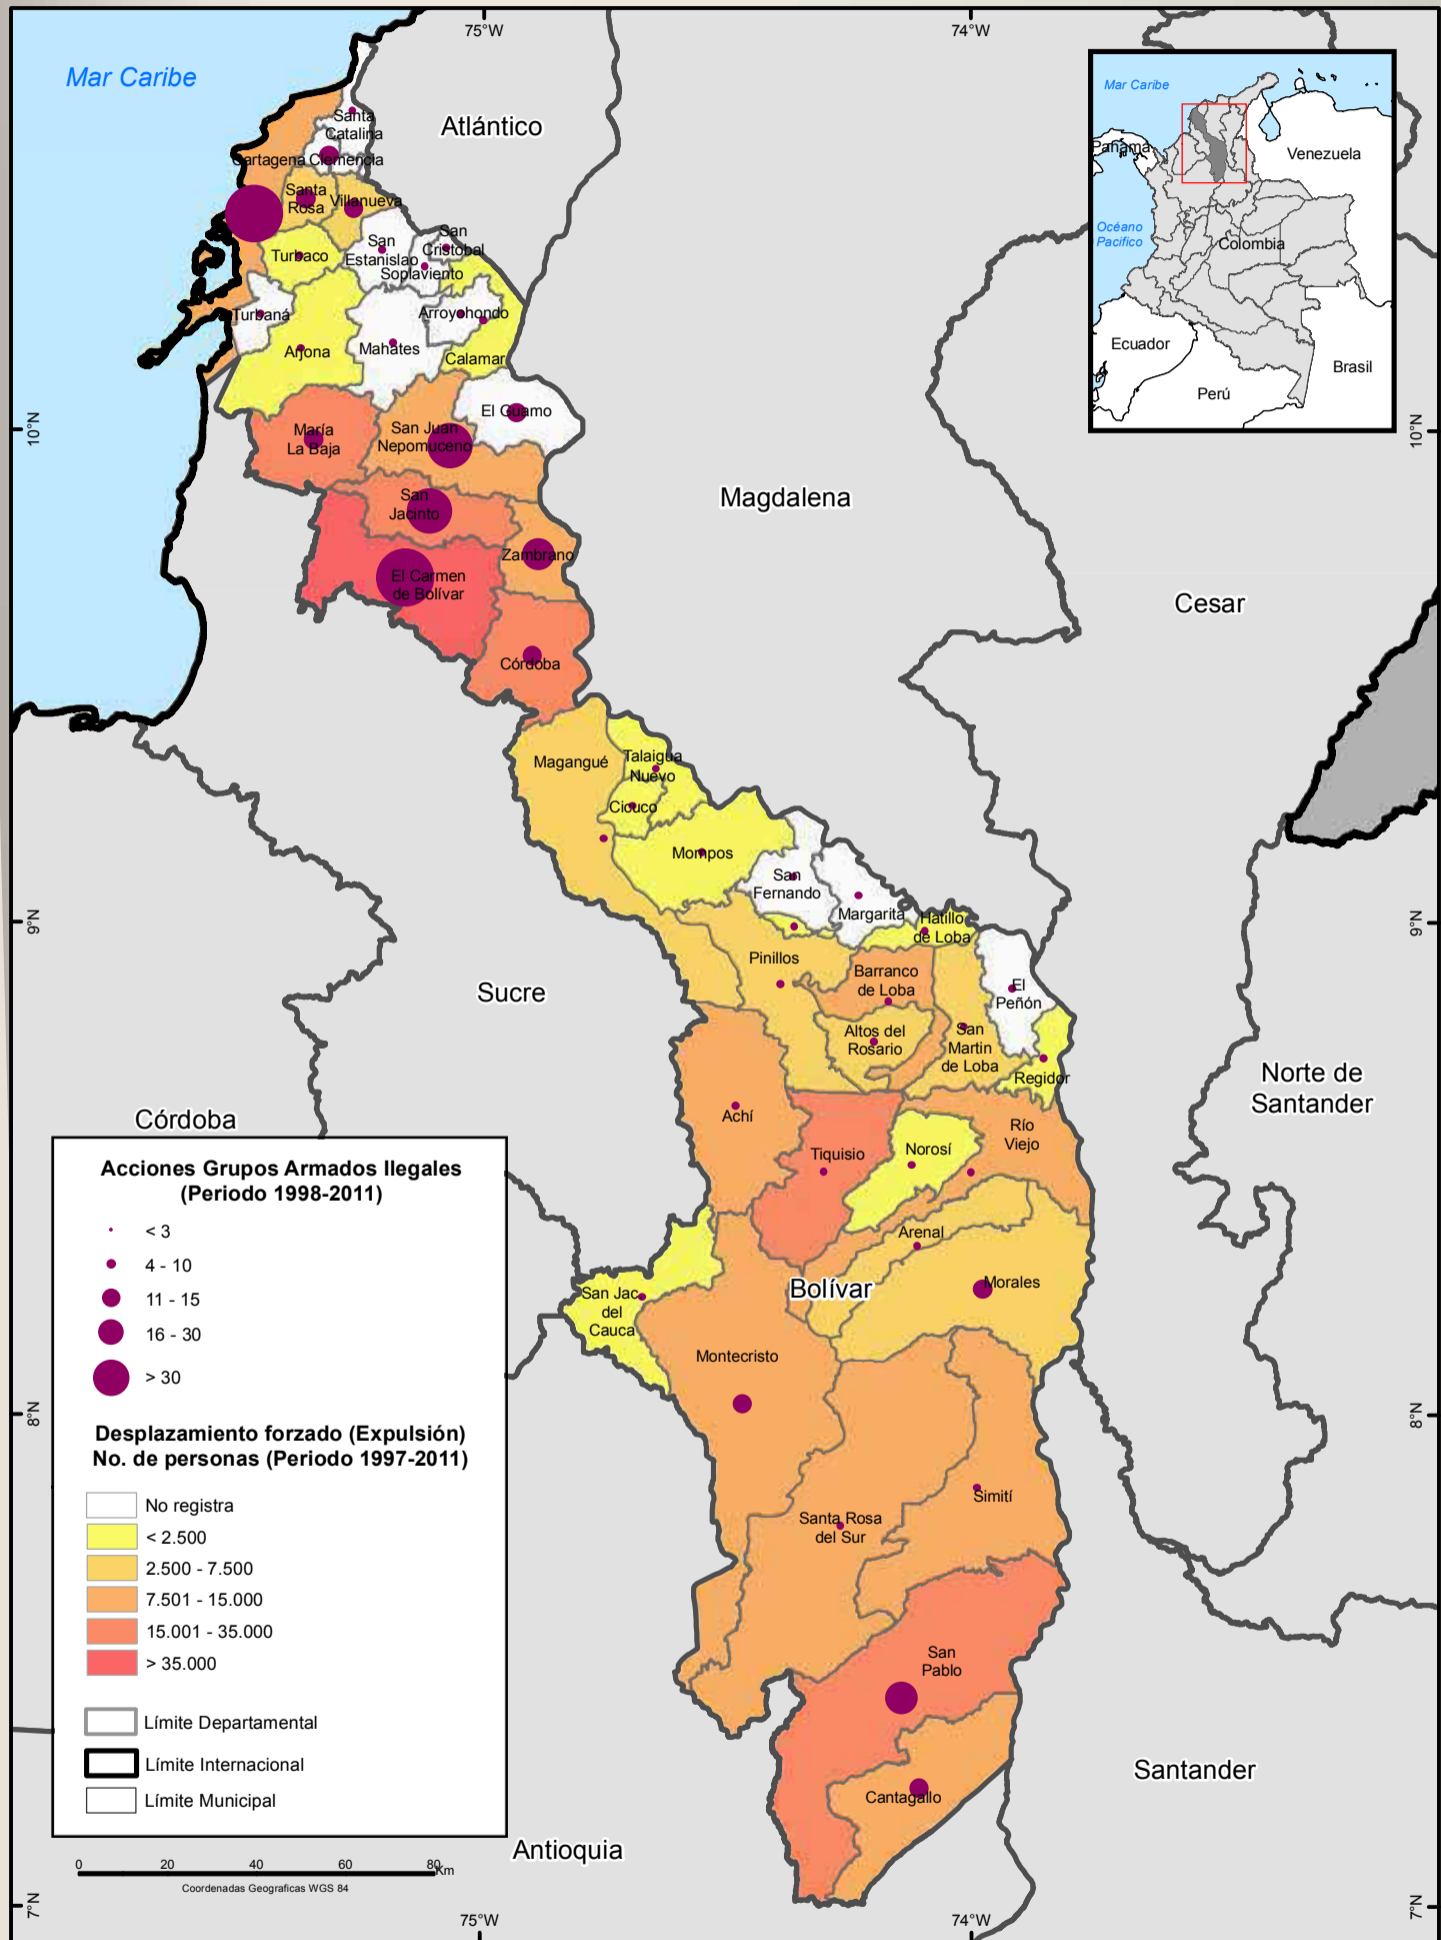 75°W
74°W
Mar Caribe
Atlántico
Santa
Catalina
Cartagena
Clemencia
Santa
Rosa
Villanueva
San
Estanislao
San
Cristobal
Soplaviento
Turbaco
Turbaná
Arroyohondo
Arjona
Mahates
Calamar
El Guamo
María
La Baja
San Juan
Nepomuceno
San
Jacinto
Zambrano
El Carmen
de Bolívar
Córdoba
Magdalena
Cesar
Mar Caribe
Panamá
Venezuela
Océano
Pacifico
Colombia
Ecuador
Perú
Brasil
10°N
10°N
Magangué
Talaigua
Nuevo
Cicuco
Mompos
San
Fernando
Margarita
Hatillo
de Loba
9°N
9°N
Pinillos
Barranco
de Loba
El
Peñón
Sucre
Altos del
Rosario
San
Martin
de Loba
Regidor
Norte de
Santander
Córdoba
Achí
Río
Viejo
Tiquisio
Norosí
Arenal
Bolívar
Morales
San Jac.
del
Cauca
Montecristo
8°N
8°N
Simití
Santa Rosa
del Sur
San
Pablo
Cantagallo
Santander
Antioquia
Acciones Grupos Armados Ilegales
(Periodo 1998-2011)
< 3
4 - 10
11 - 15
16 - 30
> 30
Desplazamiento forzado (Expulsión)
No. de personas (Periodo 1997-2011)
No registra
< 2.500
2.500 - 7.500
7.501 - 15.000
15.001 - 35.000
> 35.000
Límite Departamental
Límite Internacional
Límite Municipal
0 20 40 60 80 Km
Coordenadas Geograficas WGS 84
7°N
7°N
75°W
74°W